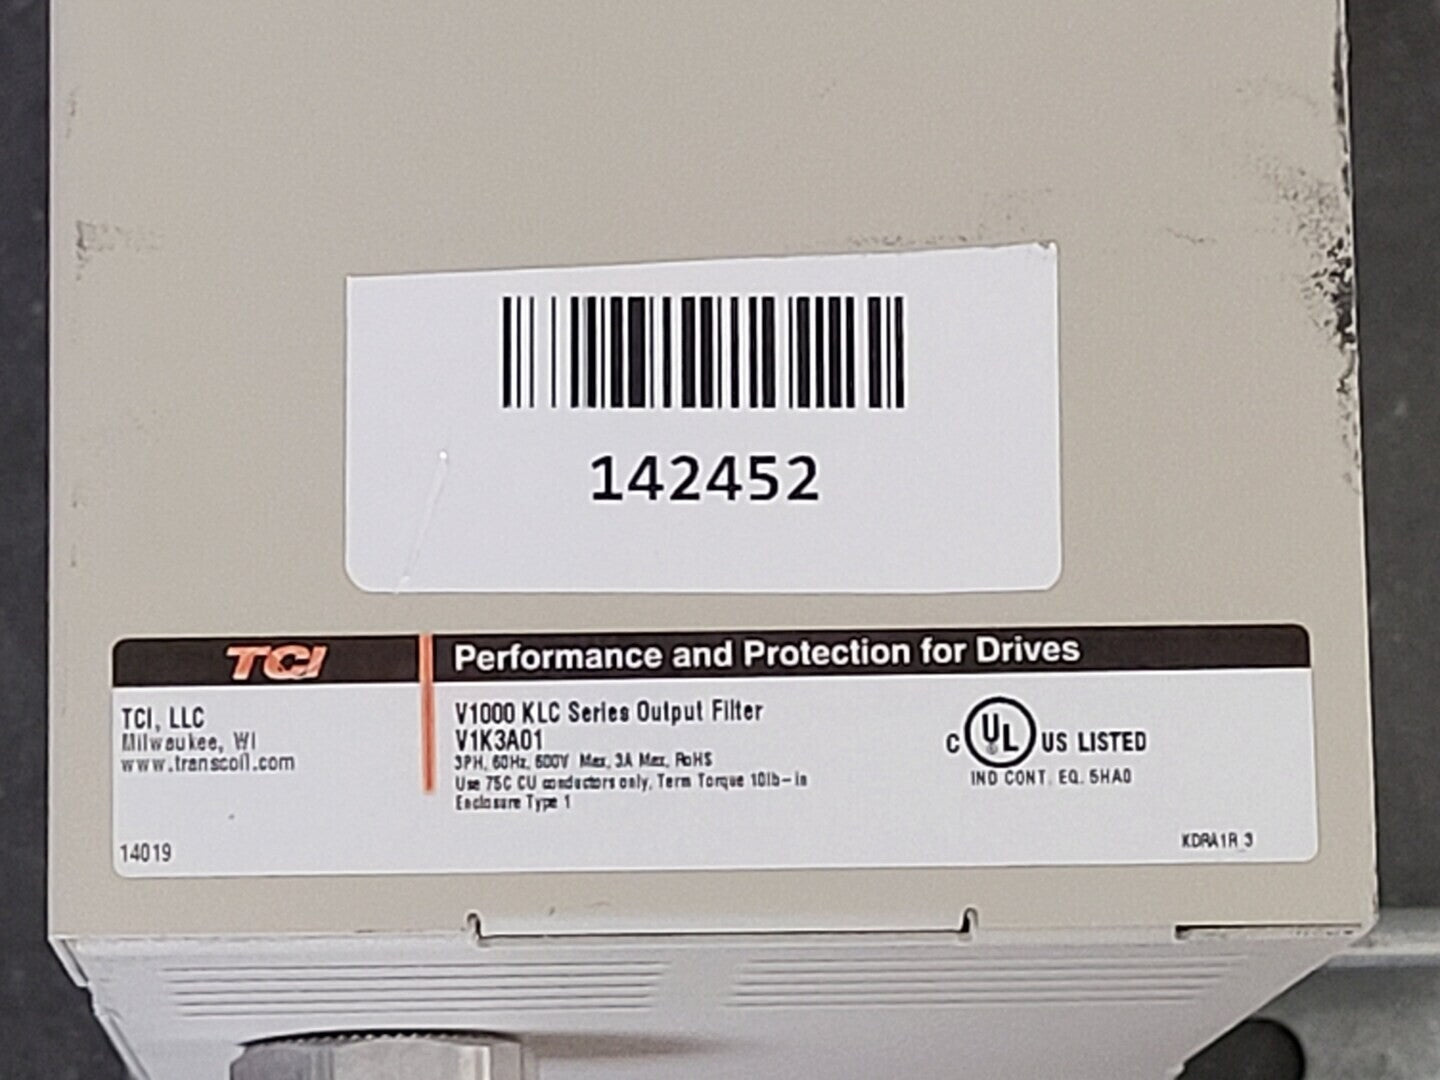 142452
TCI
Performance and Protection for Drives
TCI, LLC
Milwaukee, WI
www.transcoil.com
14019
V1000 KLC Series Output Filter
V1K3A01
3PH, 60Hz, 600V Max, 3A Max, RoHS
Use 75C CU conductors only, Term Torque 10lb-in
Enclosure Type 1
C UL US LISTED
IND CONT. EQ. 5HA0
KDRA1R_3